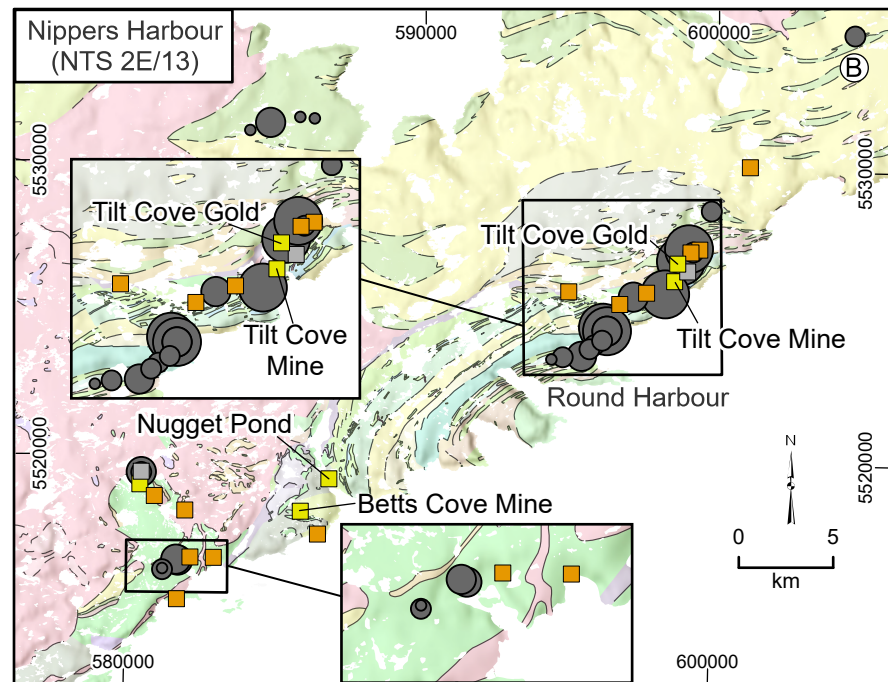 Nippers Harbour
(NTS 2E/13)
590000
600000
B
5530000
5530000
Tilt Cove Gold
Tilt Cove
Mine
Tilt Cove Gold
Tilt Cove Mine
Round Harbour
Nugget Pond
Betts Cove Mine
5520000
5520000
N
0
5
km
580000
600000